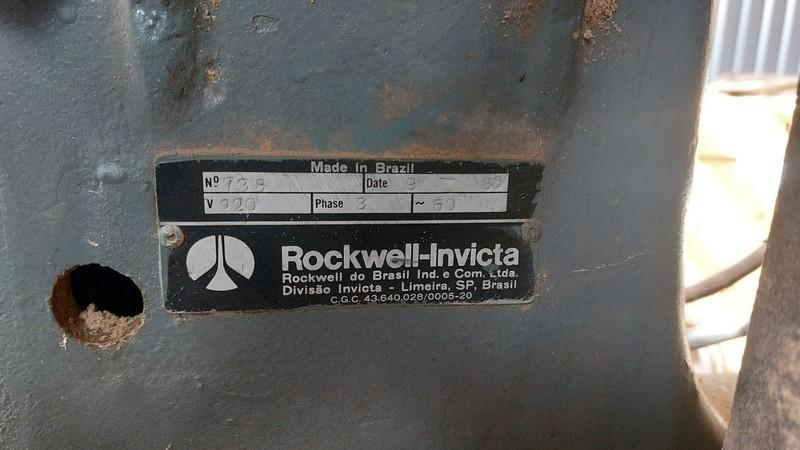 Made in Brazil
Nº 738 Date 9 80
V 220 Phase 3 ~ 60
Rockwell-Invicta
Rockwell do Brasil Ind. e Com. Ltda.
Divisão Invicta - Limeira, SP, Brasil
C.G.C. 43.640.028/0005-20